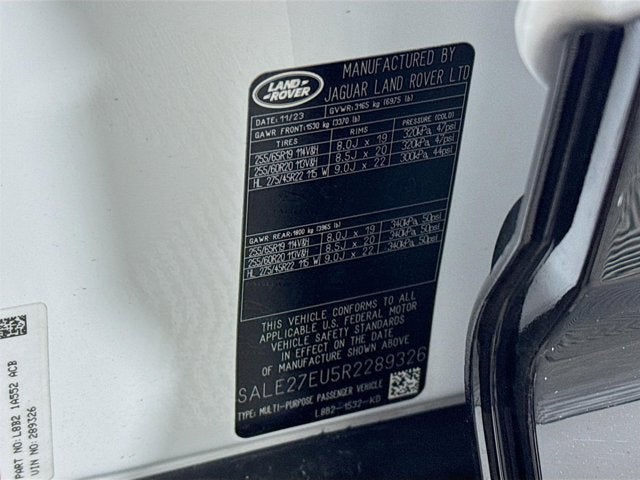 LAND ROVER
MANUFACTURED BY
JAGUAR LAND ROVER LTD
DATE: 11/23 GVWR: 3165 kg (6975 lb)
GAWR FRONT: 1530 kg (3370 lb)
TIRES RIMS PRESSURE (COLD)
255/65R19 114V&H 8.0J x 19 320kPa, 47psi
255/60R20 113V&H 8.5J x 20 320kPa, 47psi
HL 275/45R22 115 W 9.0J x 22 300kPa, 44psi
GAWR REAR: 1800 kg (3965 lb)
255/65R19 114V&H 8.0J x 19 340kPa, 50psi
255/60R20 113V&H 8.5J x 20 340kPa, 50psi
HL 275/45R22 115 W 9.0J x 22 340kPa, 50psi
THIS VEHICLE CONFORMS TO ALL
APPLICABLE U.S. FEDERAL MOTOR
VEHICLE SAFETY STANDARDS
IN EFFECT ON THE DATE OF
MANUFACTURE SHOWN ABOVE
SALE27EU5R2289326
TYPE: MULTI-PURPOSE PASSENGER VEHICLE
L8B2-1532-KD
PART NO: L8B2 1A552 ACB
VIN NO: 289326